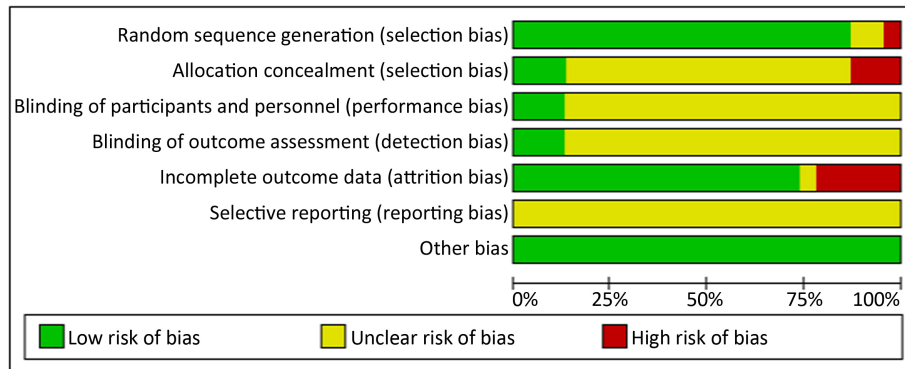 Random sequence generation (selection bias)
Allocation concealment (selection bias)
Blinding of participants and personnel (performance bias)
Blinding of outcome assessment (detection bias)
Incomplete outcome data (attrition bias)
Selective reporting (reporting bias)
Other bias
0% 25% 50% 75% 100%
Low risk of bias Unclear risk of bias High risk of bias